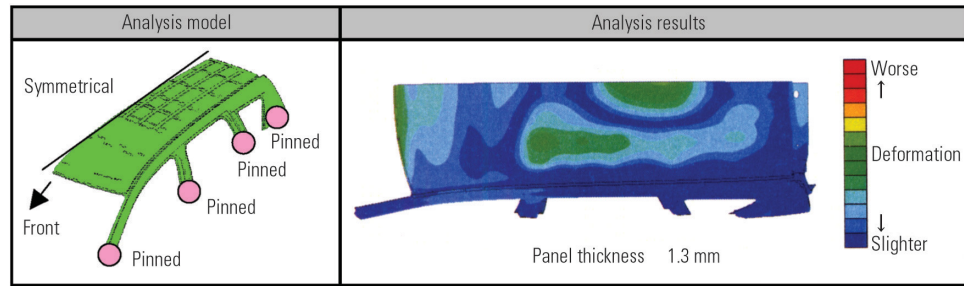 Analysis model
Analysis results
Symmetrical
Pinned
Pinned
Pinned
Front
Pinned
Worse
Deformation
Slighter
Panel thickness 1.3 mm